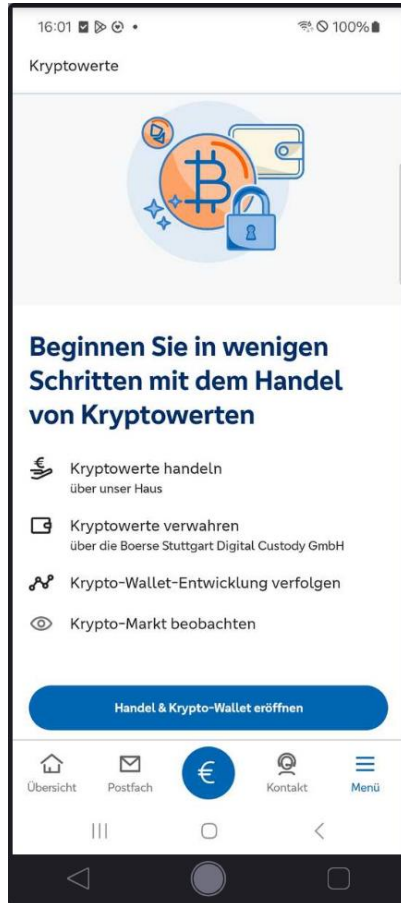 16:01
100%
Kryptowerte
Beginnen Sie in wenigen
Schritten mit dem Handel
von Kryptowerten
Kryptowerte handeln
über unser Haus
Kryptowerte verwahren
über die Boerse Stuttgart Digital Custody GmbH
Krypto-Wallet-Entwicklung verfolgen
Krypto-Markt beobachten
Handel & Krypto-Wallet eröffnen
Übersicht
Postfach
€
Kontakt
Menü